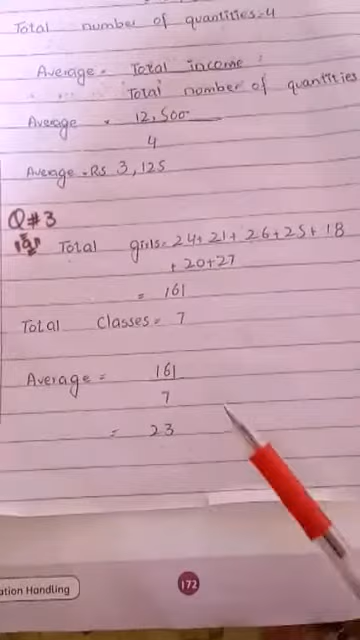 Total number of quantities=4
Average = Total income
Total number of quantities
Average = 12,500
4
Average = Rs 3,125
Q#3
"a" Total girls = 24+21+26+25+18
+20+27
= 161
Total Classes = 7
Average = 161
7
= 23
ation Handling
172